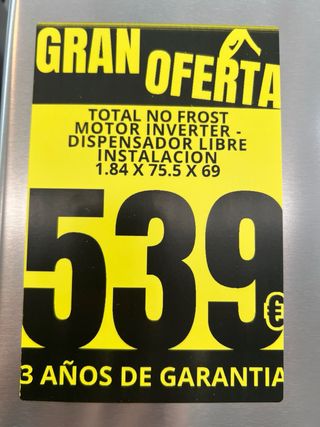 GRAN OFERTA
TOTAL NO FROST
MOTOR INVERTER -
DISPENSADOR LIBRE
INSTALACION
1.84 X 75.5 X 69
539€
3 AÑOS DE GARANTIA